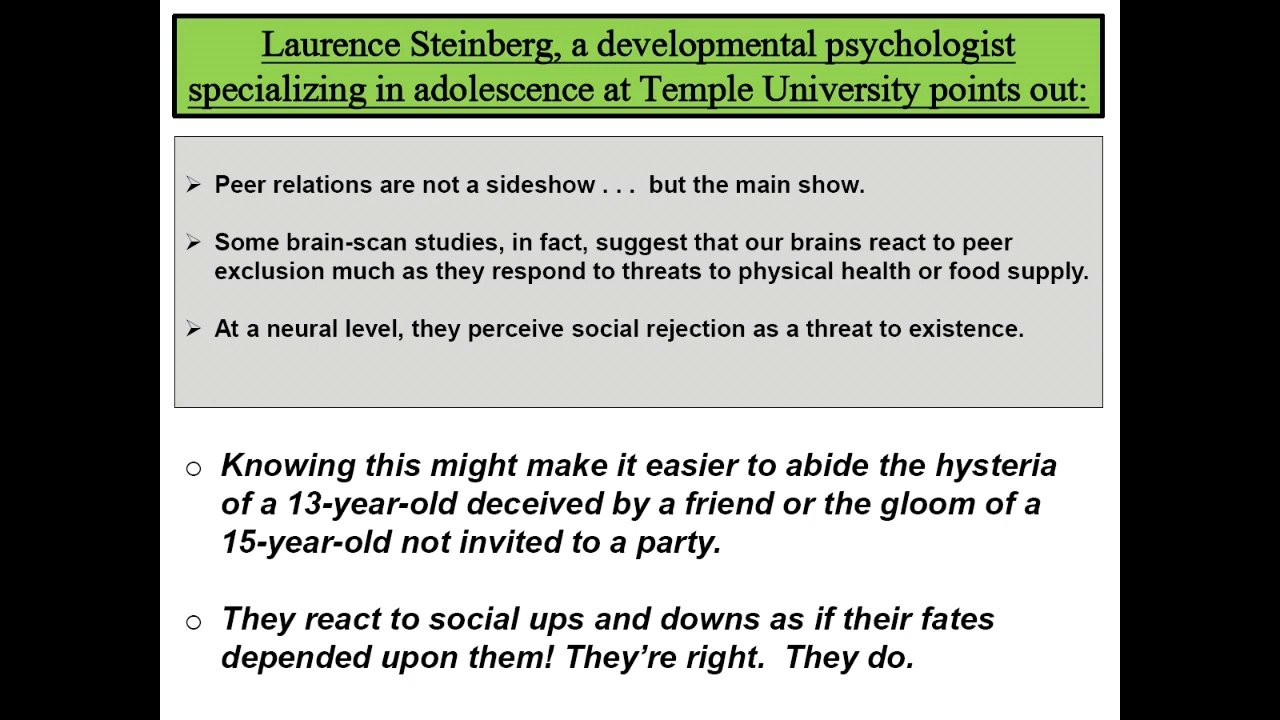 Laurence Steinberg, a developmental psychologist
specializing in adolescence at Temple University points out:
➢ Peer relations are not a sideshow . . .  but the main show.
➢ Some brain-scan studies, in fact, suggest that our brains react to peer
exclusion much as they respond to threats to physical health or food supply.
➢ At a neural level, they perceive social rejection as a threat to existence.
o Knowing this might make it easier to abide the hysteria
of a 13-year-old deceived by a friend or the gloom of a
15-year-old not invited to a party.
o They react to social ups and downs as if their fates
depended upon them! They’re right.  They do.